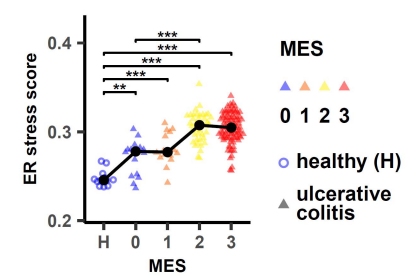 ER stress score
0.4
0.3
0.2
***
***
***
***
**
H 0 1 2 3
MES
MES
0 1 2 3
healthy (H)
ulcerative
colitis